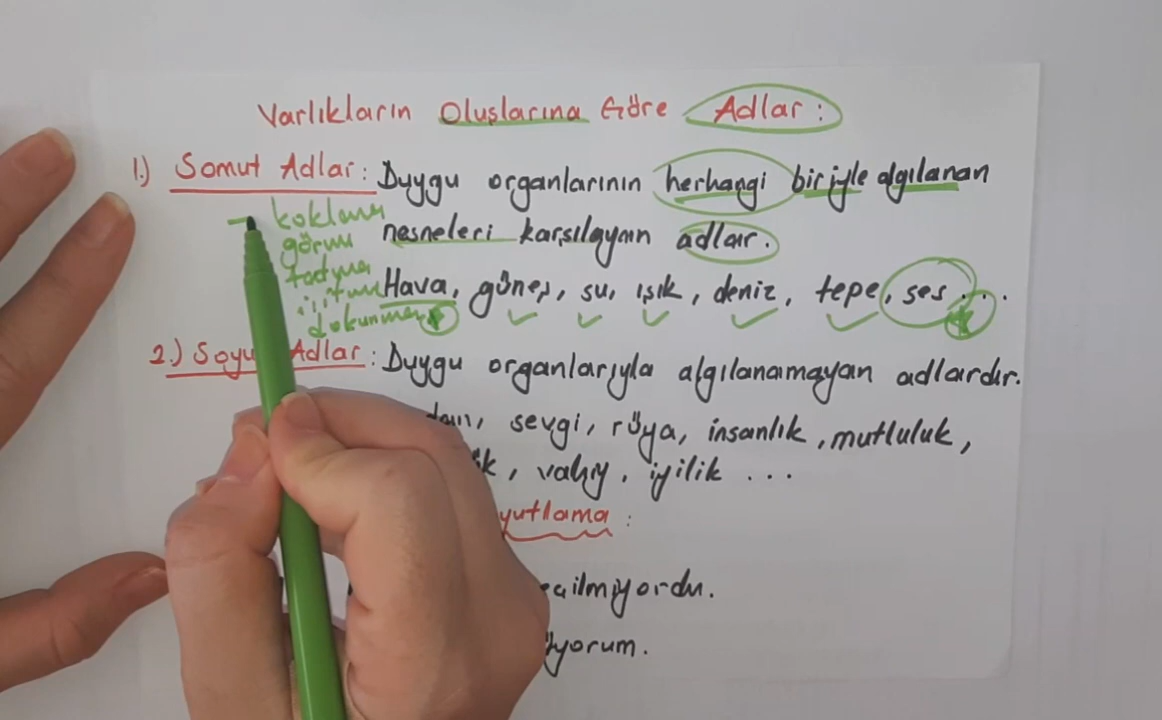 Varlıkların Oluşlarına Göre Adlar:
1.) Somut Adlar: Duygu organlarının herhangi biriyle algılanan
nesneleri karşılayan adlar.
koklama
görme
tatma
işitme
dokunma
Hava, güneş, su, ışık, deniz, tepe, ses...
2.) Soyut Adlar: Duygu organlarıyla algılanamayan adlardır.
sevgi, rüya, insanlık, mutluluk,
vahiy, iyilik ...
yutlama:
ilmiyordu.
yorum.